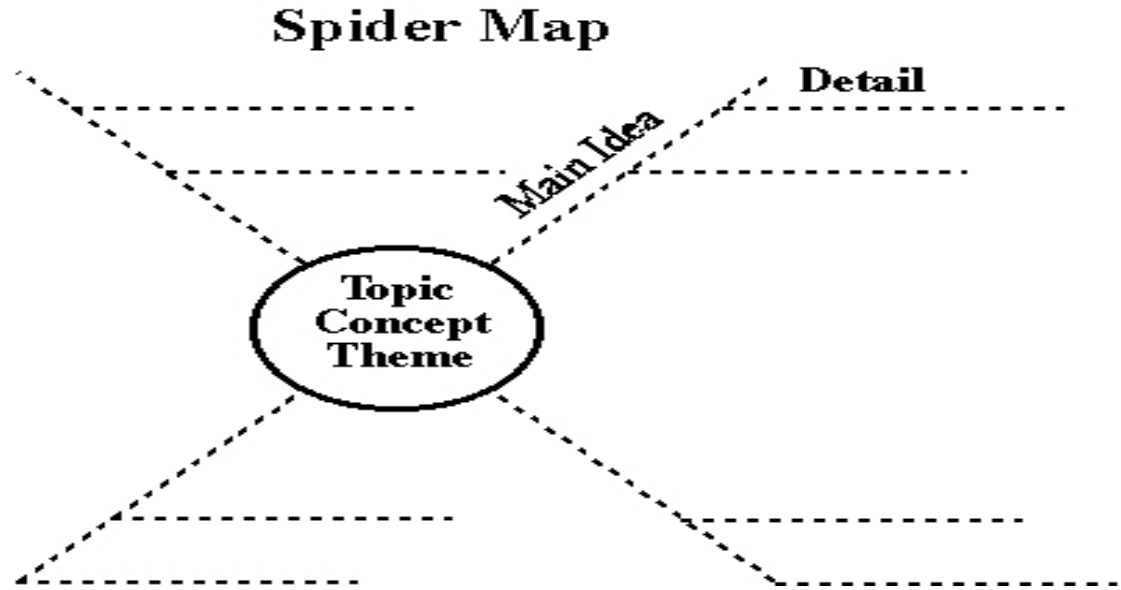 Spider Map
Detail
Main Idea
Topic
Concept
Theme